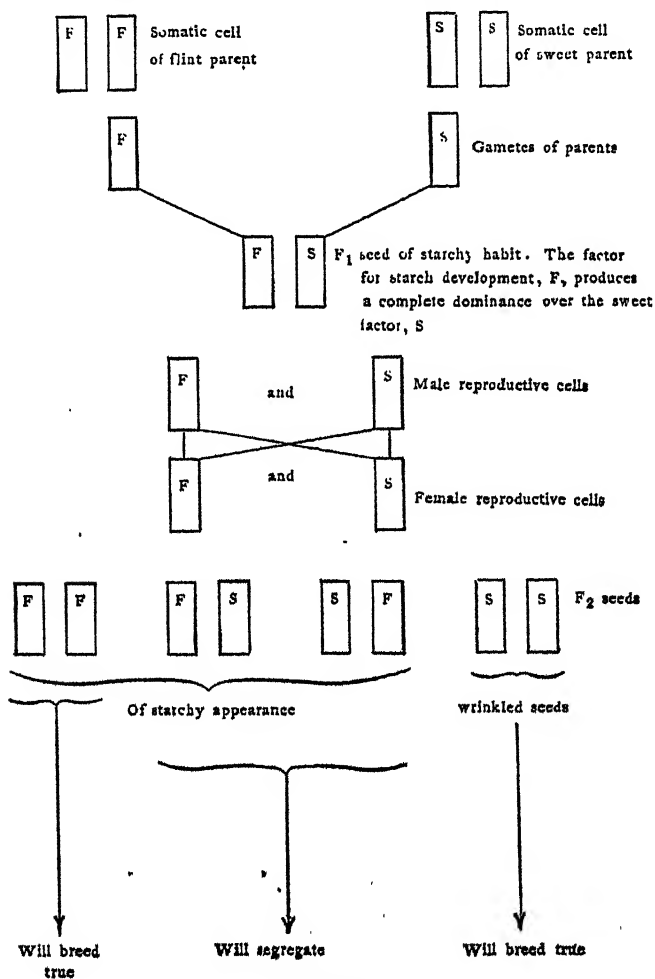 F F Somatic cell
of flint parent
S S Somatic cell
of sweet parent
F S Gametes of parents
F S F1 seed of starchy habit. The factor
for starch development, F, produces
a complete dominance over the sweet
factor, S
F and S Male reproductive cells
F and S Female reproductive cells
F F F S S F S S F2 seeds
Of starchy appearance wrinkled seeds
Will breed
true
Will segregate
Will breed true